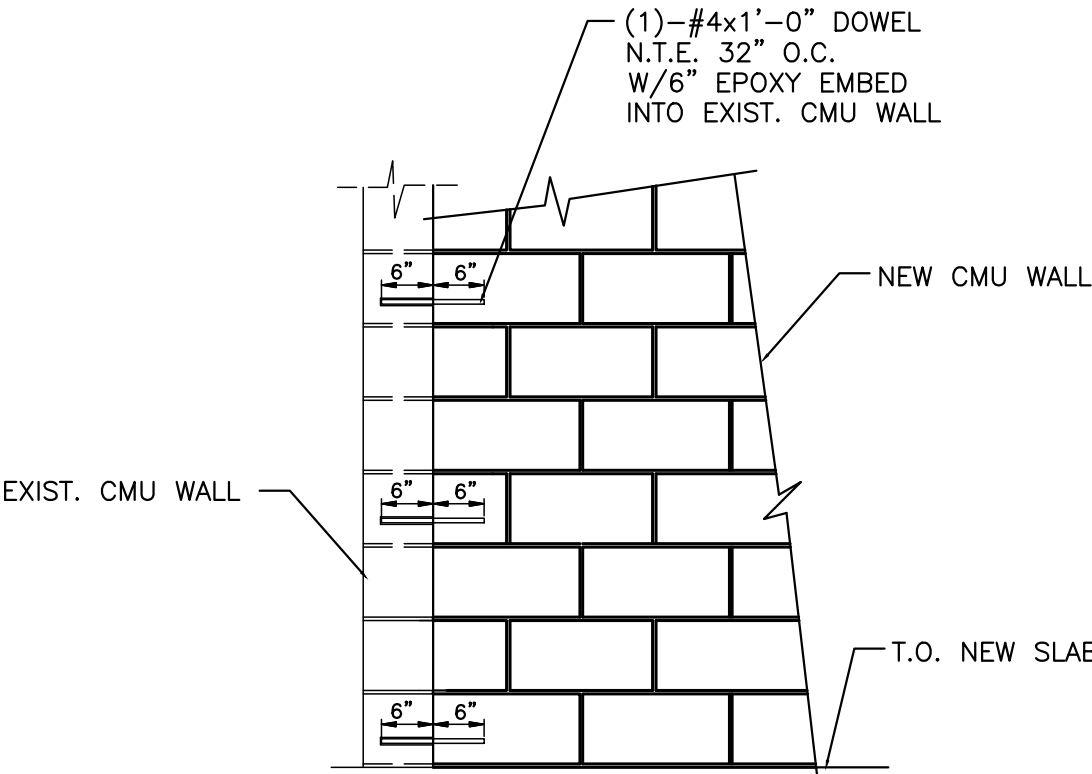 (1)-#4x1'-0" DOWEL
N.T.E. 32" O.C.
W/6" EPOXY EMBED
INTO EXIST. CMU WALL
6" 6"
NEW CMU WALL
EXIST. CMU WALL
6" 6"
T.O. NEW SLAB
6" 6"